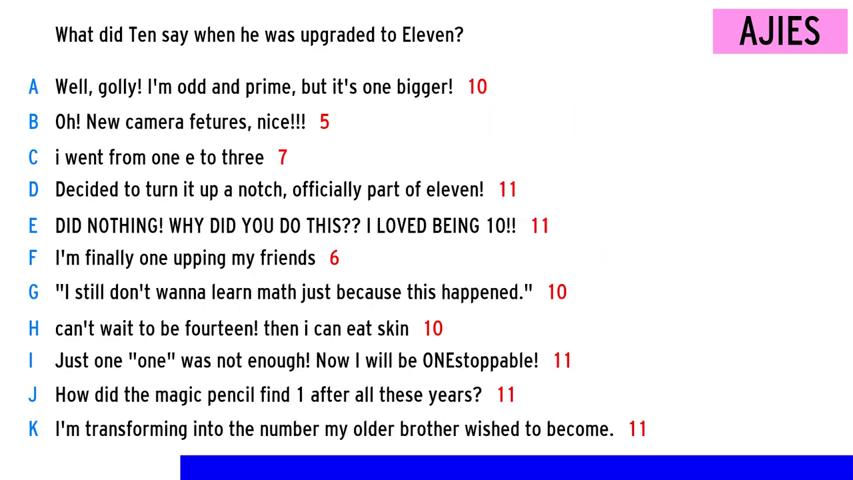 What did Ten say when he was upgraded to Eleven?
AJIES
A Well, golly! I'm odd and prime, but it's one bigger! 10
B Oh! New camera fetures, nice!!! 5
C i went from one e to three 7
D Decided to turn it up a notch, officially part of eleven! 11
E DID NOTHING! WHY DID YOU DO THIS?? I LOVED BEING 10!! 11
F I'm finally one upping my friends 6
G "I still don't wanna learn math just because this happened." 10
H can't wait to be fourteen! then i can eat skin 10
I Just one "one" was not enough! Now I will be ONEstoppable! 11
J How did the magic pencil find 1 after all these years? 11
K I'm transforming into the number my older brother wished to become. 11